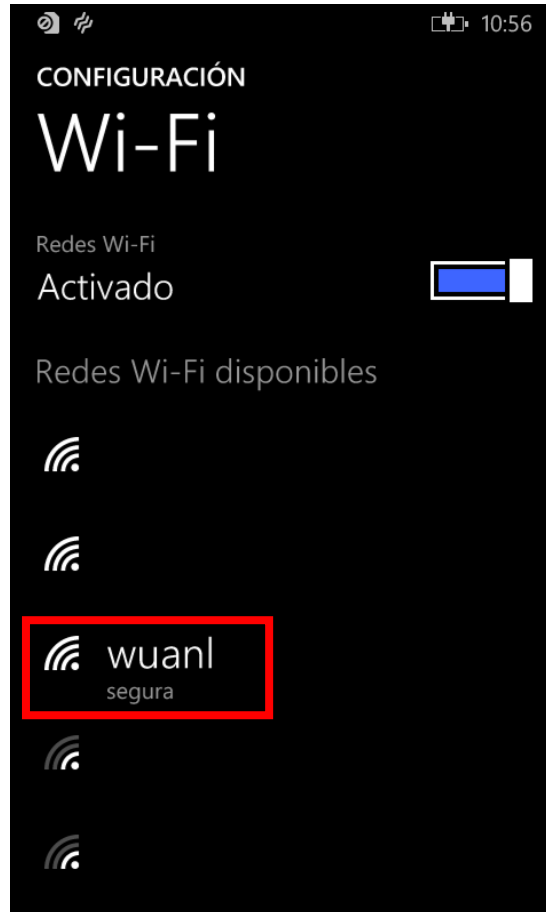 10:56
CONFIGURACIÓN
Wi-Fi
Redes Wi-Fi
Activado
Redes Wi-Fi disponibles
wuanl
segura